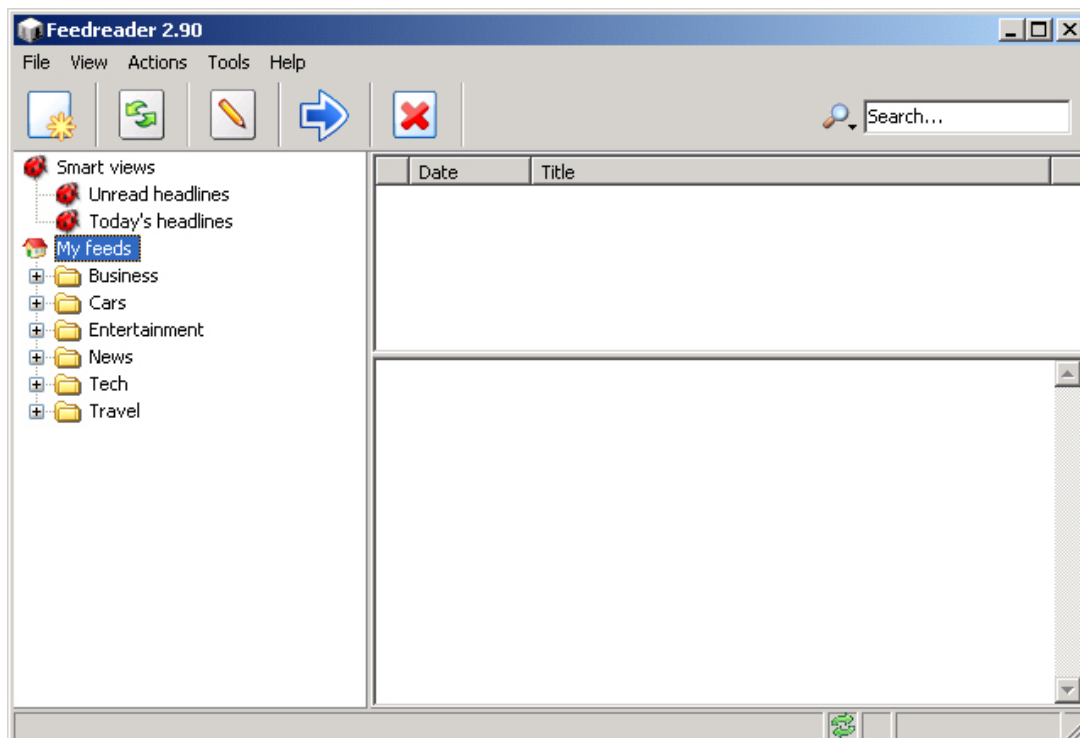 Feedreader 2.90
File View Actions Tools Help
Search...
Smart views
Unread headlines
Today's headlines
My feeds
Business
Cars
Entertainment
News
Tech
Travel
Date Title